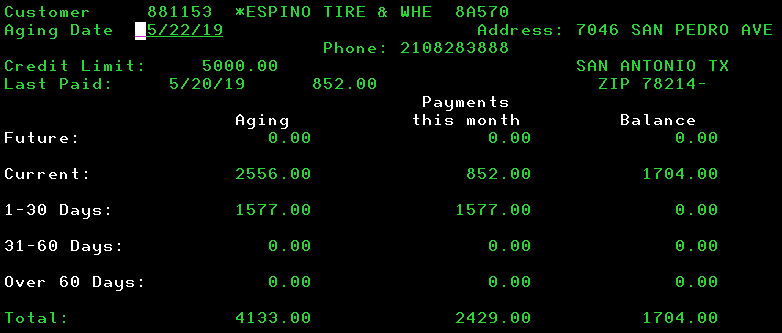 Customer 881153 *ESPINO TIRE & WHE 8A570
Aging Date 5/22/19 Address: 7046 SAN PEDRO AVE
Phone: 2108283888
Credit Limit: 5000.00 SAN ANTONIO TX
Last Paid: 5/20/19 852.00 ZIP 78214-
Payments
Aging this month Balance
Future: 0.00 0.00 0.00
Current: 2556.00 852.00 1704.00
1-30 Days: 1577.00 1577.00 0.00
31-60 Days: 0.00 0.00 0.00
Over 60 Days: 0.00 0.00 0.00
Total: 4133.00 2429.00 1704.00